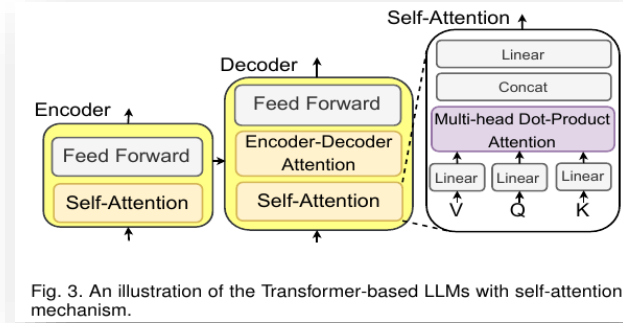 Self-Attention
Linear
Concat
Multi-head Dot-Product
Attention
Linear Linear Linear
V Q K
Decoder
Feed Forward
Encoder-Decoder
Attention
Self-Attention
Encoder
Feed Forward
Self-Attention
Fig. 3. An illustration of the Transformer-based LLMs with self-attention
mechanism.